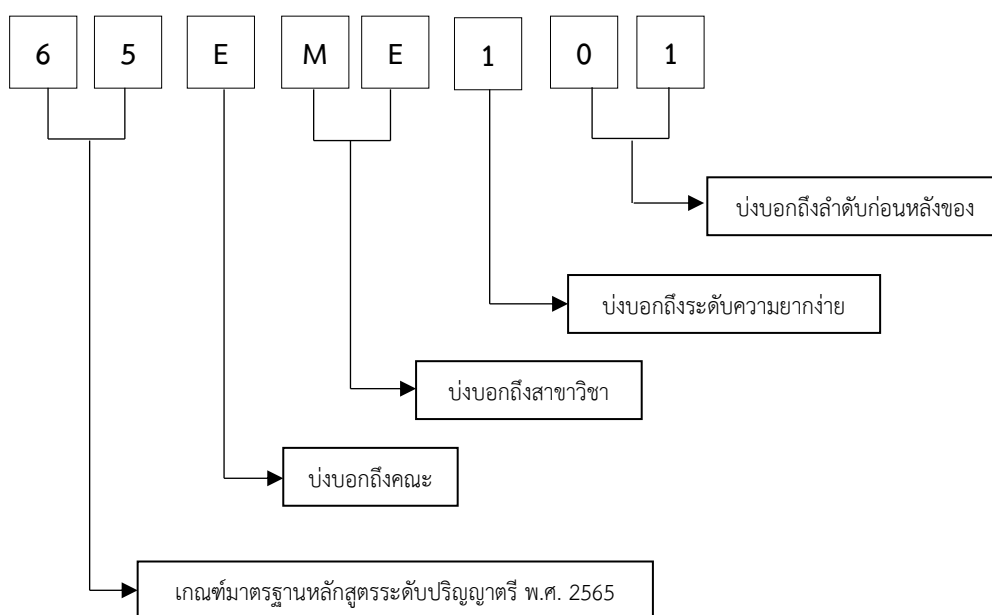 6 5 E M E 1 0 1
บ่งบอกถึงลำดับก่อนหลังของ
บ่งบอกถึงระดับความยากง่าย
บ่งบอกถึงสาขาวิชา
บ่งบอกถึงคณะ
เกณฑ์มาตรฐานหลักสูตรระดับปริญญาตรี พ.ศ. 2565